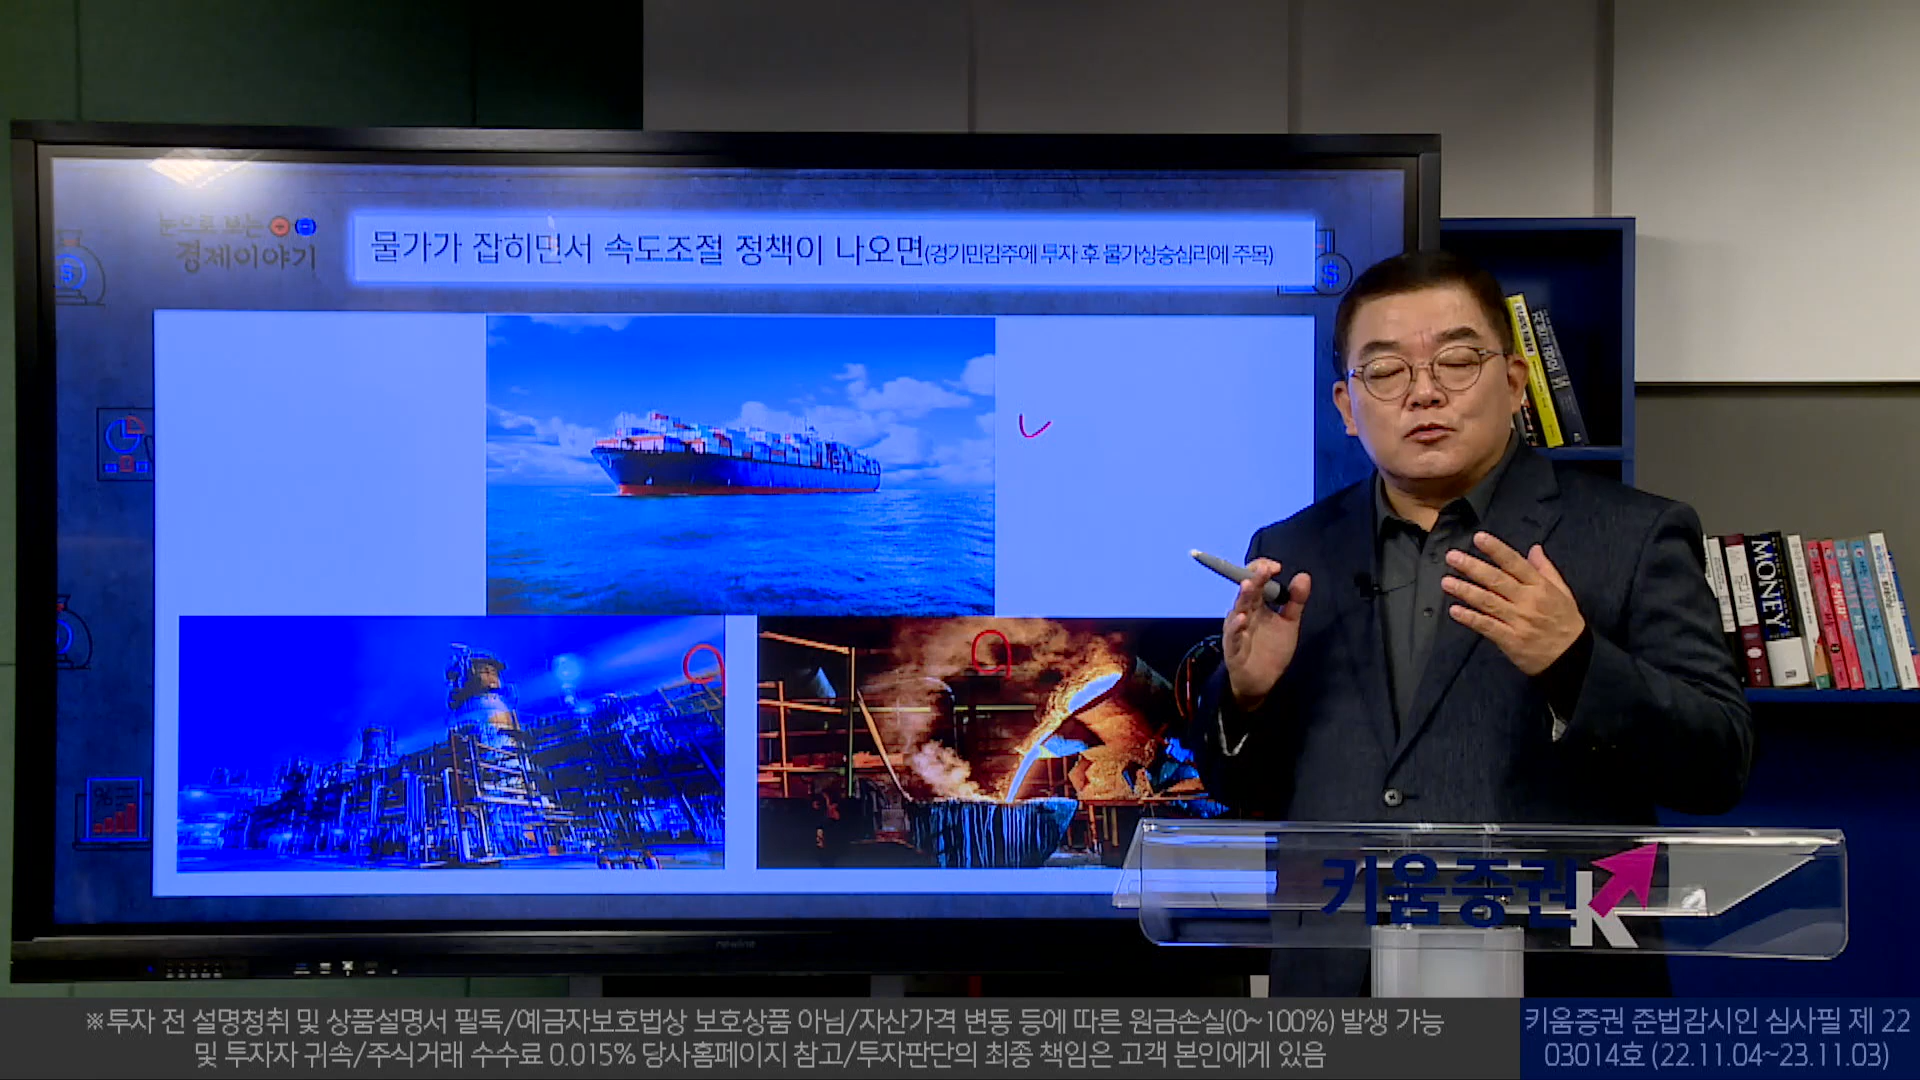 눈으로 보는
경제이야기
물가가 잡히면서 속도조절 정책이 나오면(경기민감주에 투자 후 물가상승심리에 주목)
MONEY
키움증권
newline
※투자 전 설명청취 및 상품설명서 필독/예금자보호법상 보호상품 아님/자산가격 변동 등에 따른 원금손실(0~100%) 발생 가능
및 투자자 귀속/주식거래 수수료 0.015% 당사홈페이지 참고/투자판단의 최종 책임은 고객 본인에게 있음
키움증권 준법감시인 심사필 제 22
03014호 (22.11.04~23.11.03)